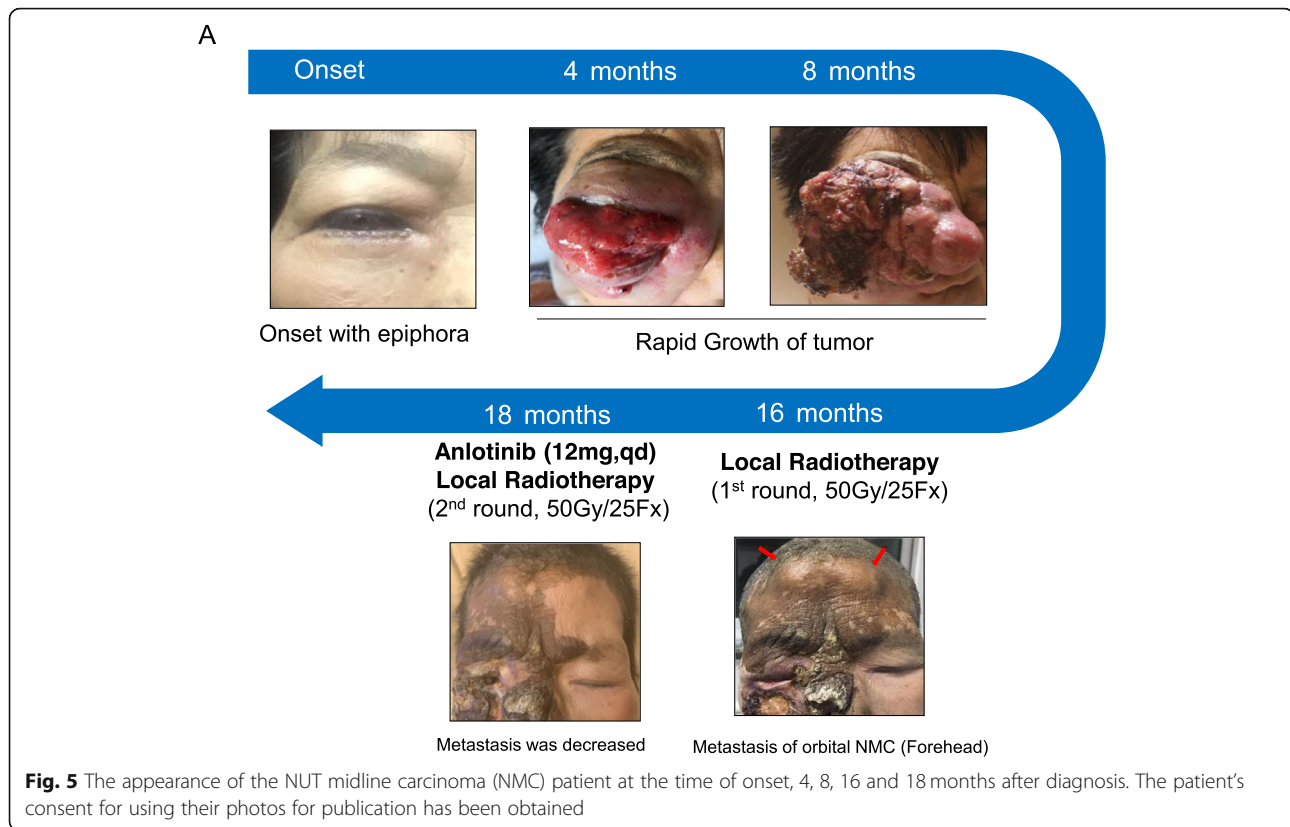 A
Onset 4 months 8 months
Onset with epiphora
Rapid Growth of tumor
18 months 16 months
Anlotinib (12mg,qd)
Local Radiotherapy
(2nd round, 50Gy/25Fx)
Local Radiotherapy
(1st round, 50Gy/25Fx)
Metastasis was decreased
Metastasis of orbital NMC (Forehead)
Fig. 5 The appearance of the NUT midline carcinoma (NMC) patient at the time of onset, 4, 8, 16 and 18 months after diagnosis. The patient's
consent for using their photos for publication has been obtained